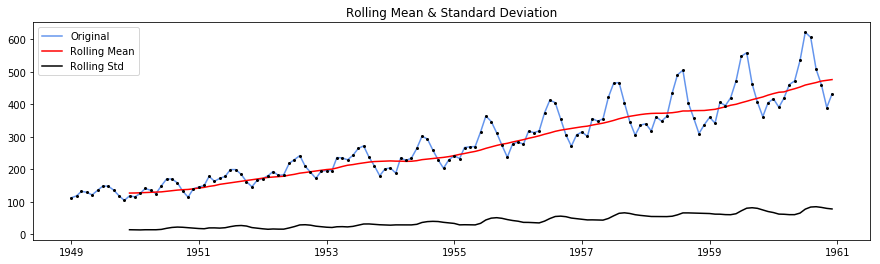 Rolling Mean & Standard Deviation
Original
Rolling Mean
Rolling Std
600
500
400
300
200
100
0
1949 1951 1953 1955 1957 1959 1961